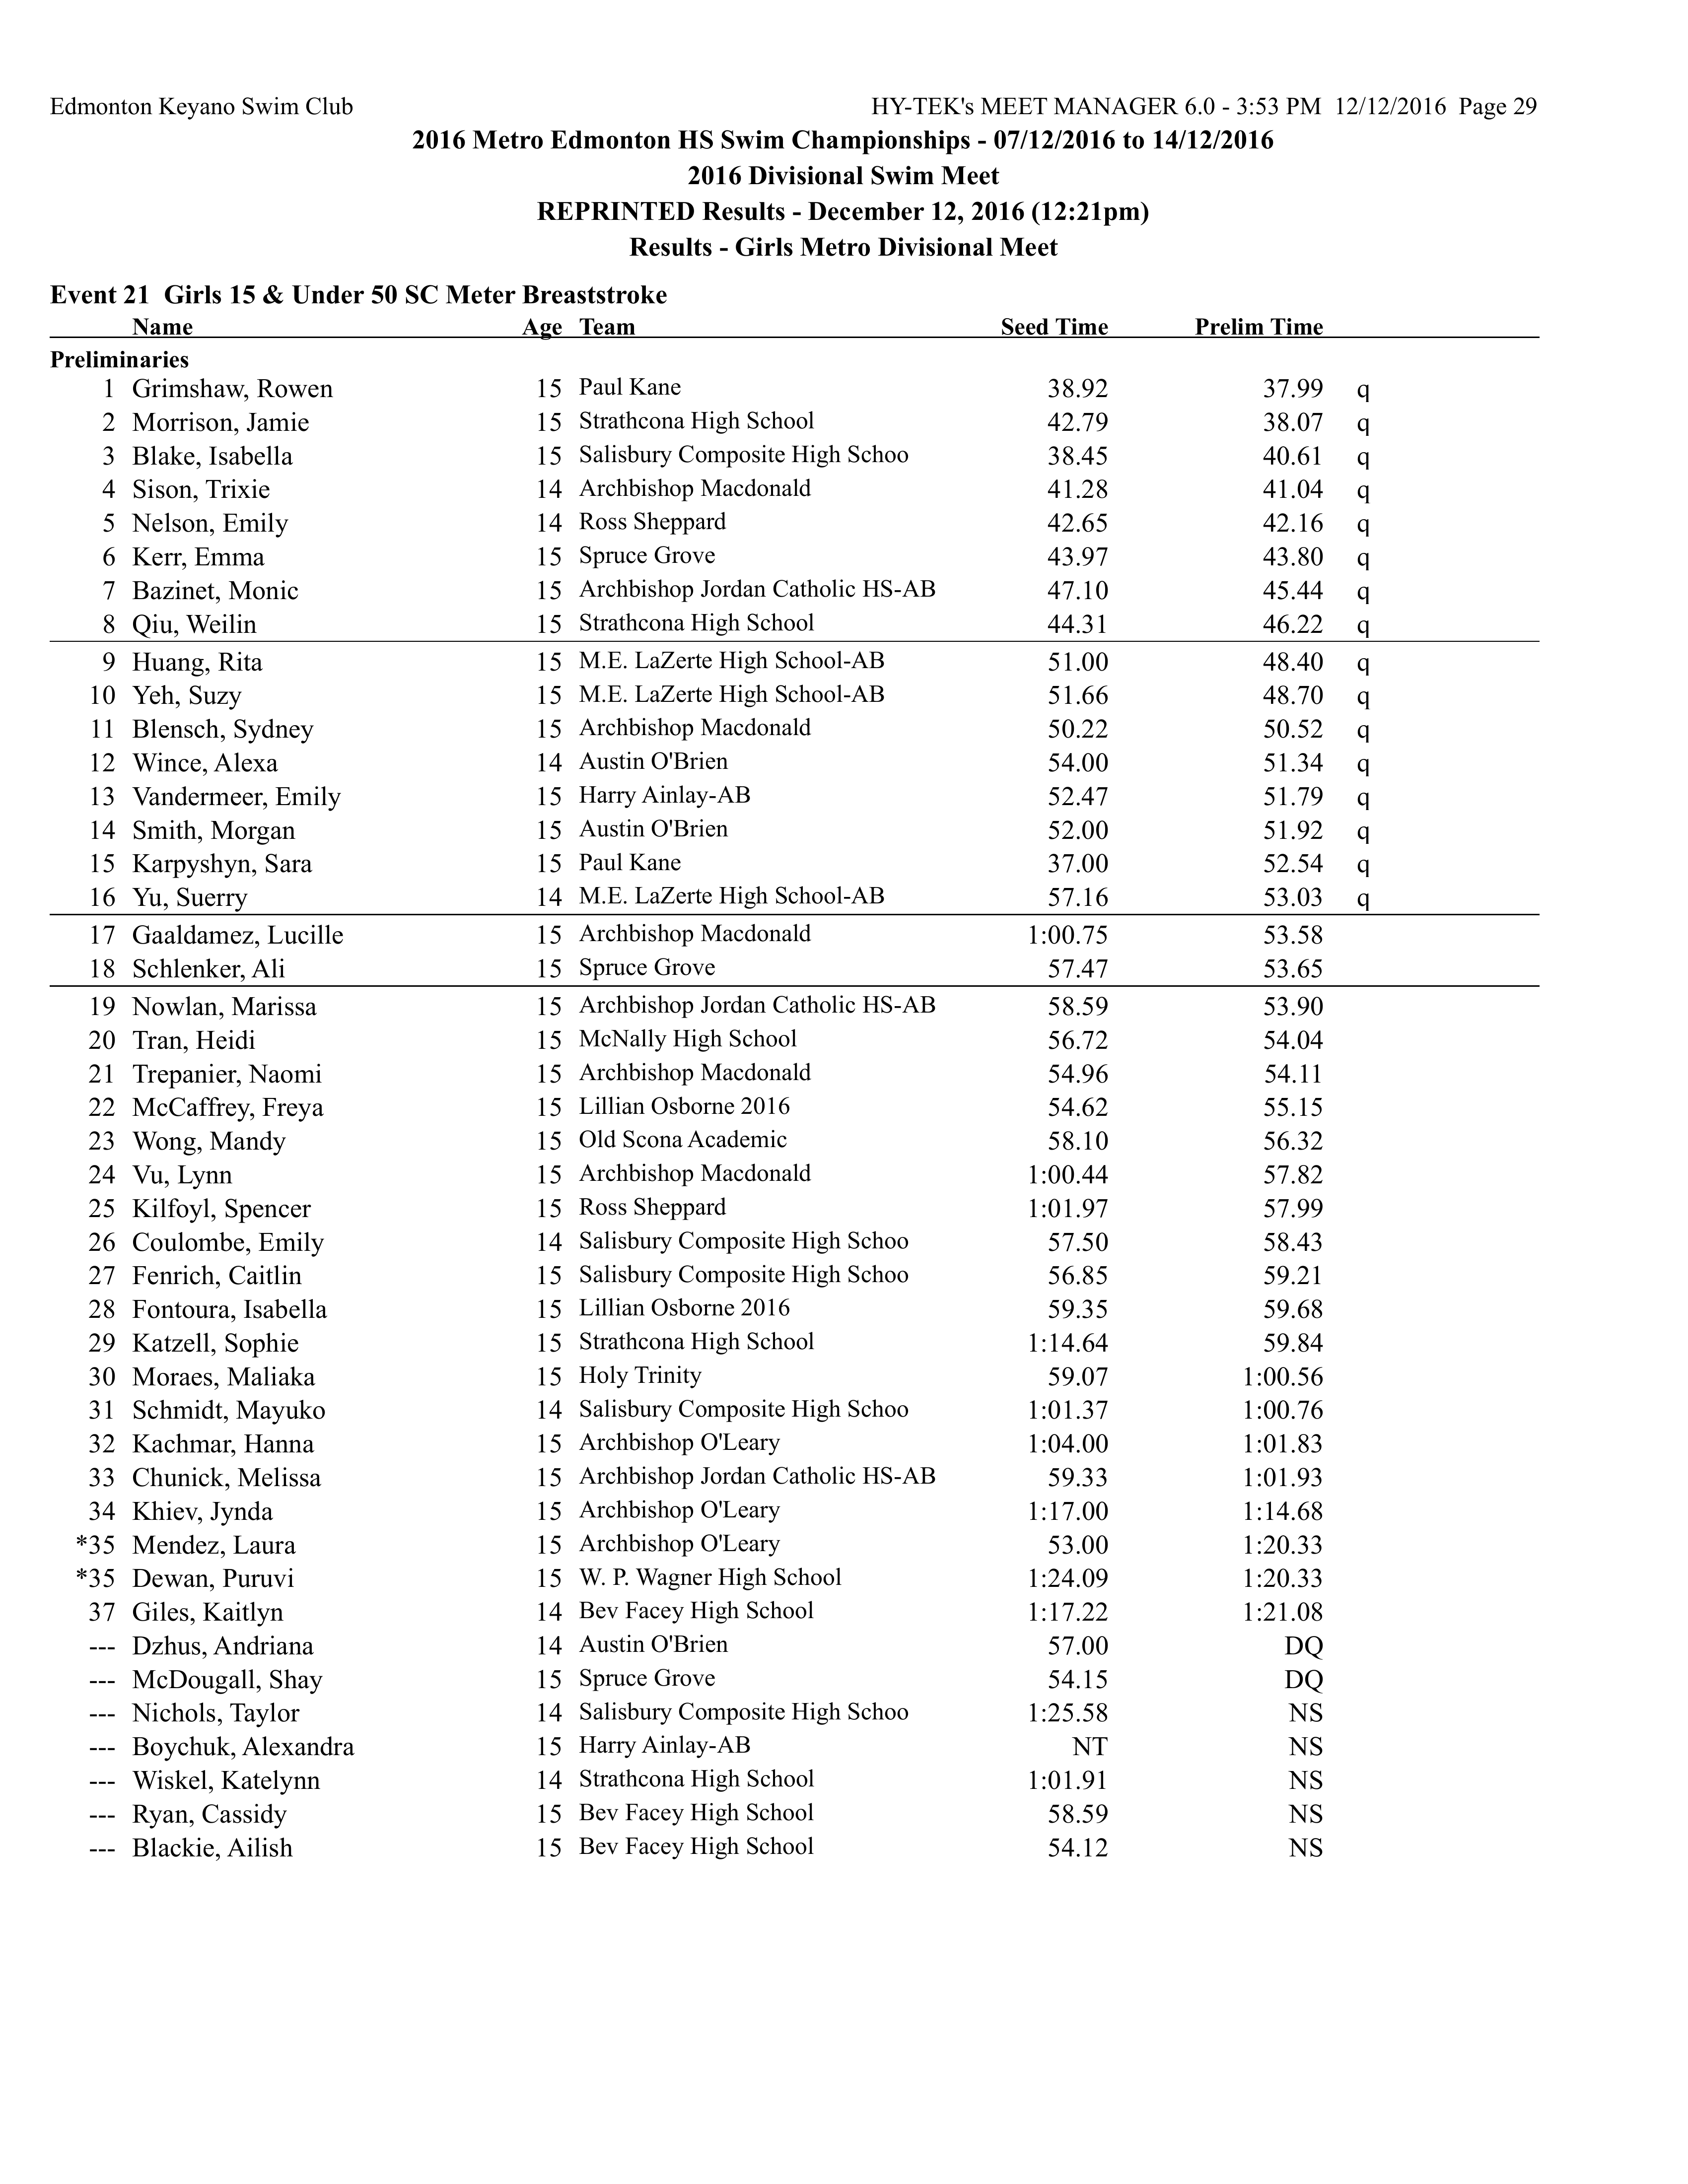 Edmonton Keyano Swim Club HY-TEK's MEET MANAGER 6.0 - 3:53 PM 12/12/2016 Page 29
2016 Metro Edmonton HS Swim Championships - 07/12/2016 to 14/12/2016
2016 Divisional Swim Meet
REPRINTED Results - December 12, 2016 (12:21pm)
Results - Girls Metro Divisional Meet
Event 21 Girls 15 & Under 50 SC Meter Breaststroke
Name Age Team Seed Time Prelim Time
Preliminaries
1 Grimshaw, Rowen 15 Paul Kane 38.92 37.99 q
2 Morrison, Jamie 15 Strathcona High School 42.79 38.07 q
3 Blake, Isabella 15 Salisbury Composite High Schoo 38.45 40.61 q
4 Sison, Trixie 14 Archbishop Macdonald 41.28 41.04 q
5 Nelson, Emily 14 Ross Sheppard 42.65 42.16 q
6 Kerr, Emma 15 Spruce Grove 43.97 43.80 q
7 Bazinet, Monic 15 Archbishop Jordan Catholic HS-AB 47.10 45.44 q
8 Qiu, Weilin 15 Strathcona High School 44.31 46.22 q
9 Huang, Rita 15 M.E. LaZerte High School-AB 51.00 48.40 q
10 Yeh, Suzy 15 M.E. LaZerte High School-AB 51.66 48.70 q
11 Blensch, Sydney 15 Archbishop Macdonald 50.22 50.52 q
12 Wince, Alexa 14 Austin O'Brien 54.00 51.34 q
13 Vandermeer, Emily 15 Harry Ainlay-AB 52.47 51.79 q
14 Smith, Morgan 15 Austin O'Brien 52.00 51.92 q
15 Karpyshyn, Sara 15 Paul Kane 37.00 52.54 q
16 Yu, Suerry 14 M.E. LaZerte High School-AB 57.16 53.03 q
17 Gaaldamez, Lucille 15 Archbishop Macdonald 1:00.75 53.58
18 Schlenker, Ali 15 Spruce Grove 57.47 53.65
19 Nowlan, Marissa 15 Archbishop Jordan Catholic HS-AB 58.59 53.90
20 Tran, Heidi 15 McNally High School 56.72 54.04
21 Trepanier, Naomi 15 Archbishop Macdonald 54.96 54.11
22 McCaffrey, Freya 15 Lillian Osborne 2016 54.62 55.15
23 Wong, Mandy 15 Old Scona Academic 58.10 56.32
24 Vu, Lynn 15 Archbishop Macdonald 1:00.44 57.82
25 Kilfoyl, Spencer 15 Ross Sheppard 1:01.97 57.99
26 Coulombe, Emily 14 Salisbury Composite High Schoo 57.50 58.43
27 Fenrich, Caitlin 15 Salisbury Composite High Schoo 56.85 59.21
28 Fontoura, Isabella 15 Lillian Osborne 2016 59.35 59.68
29 Katzell, Sophie 15 Strathcona High School 1:14.64 59.84
30 Moraes, Maliaka 15 Holy Trinity 59.07 1:00.56
31 Schmidt, Mayuko 14 Salisbury Composite High Schoo 1:01.37 1:00.76
32 Kachmar, Hanna 15 Archbishop O'Leary 1:04.00 1:01.83
33 Chunick, Melissa 15 Archbishop Jordan Catholic HS-AB 59.33 1:01.93
34 Khiev, Jynda 15 Archbishop O'Leary 1:17.00 1:14.68
*35 Mendez, Laura 15 Archbishop O'Leary 53.00 1:20.33
*35 Dewan, Puruvi 15 W. P. Wagner High School 1:24.09 1:20.33
37 Giles, Kaitlyn 14 Bev Facey High School 1:17.22 1:21.08
--- Dzhus, Andriana 14 Austin O'Brien 57.00 DQ
--- McDougall, Shay 15 Spruce Grove 54.15 DQ
--- Nichols, Taylor 14 Salisbury Composite High Schoo 1:25.58 NS
--- Boychuk, Alexandra 15 Harry Ainlay-AB NT NS
--- Wiskel, Katelynn 14 Strathcona High School 1:01.91 NS
--- Ryan, Cassidy 15 Bev Facey High School 58.59 NS
--- Blackie, Ailish 15 Bev Facey High School 54.12 NS